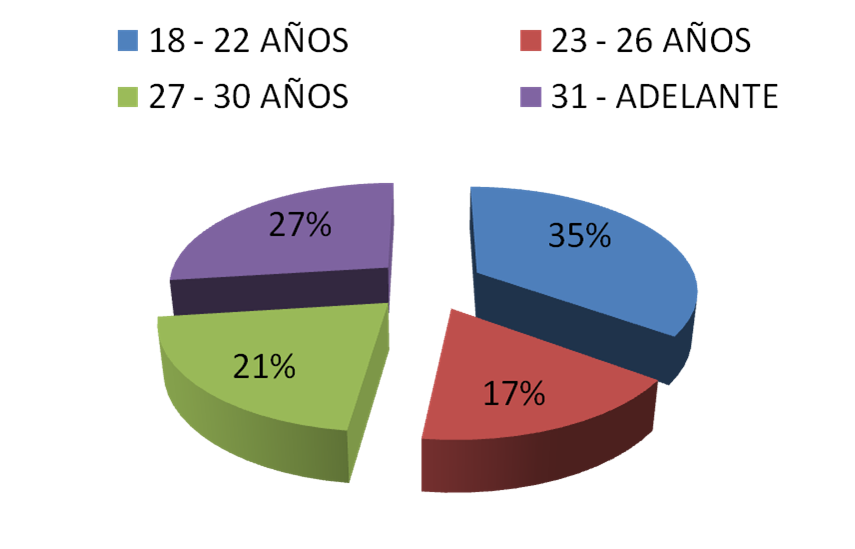 18 - 22 AÑOS
23 - 26 AÑOS
27 - 30 AÑOS
31 - ADELANTE
27%
35%
21%
17%